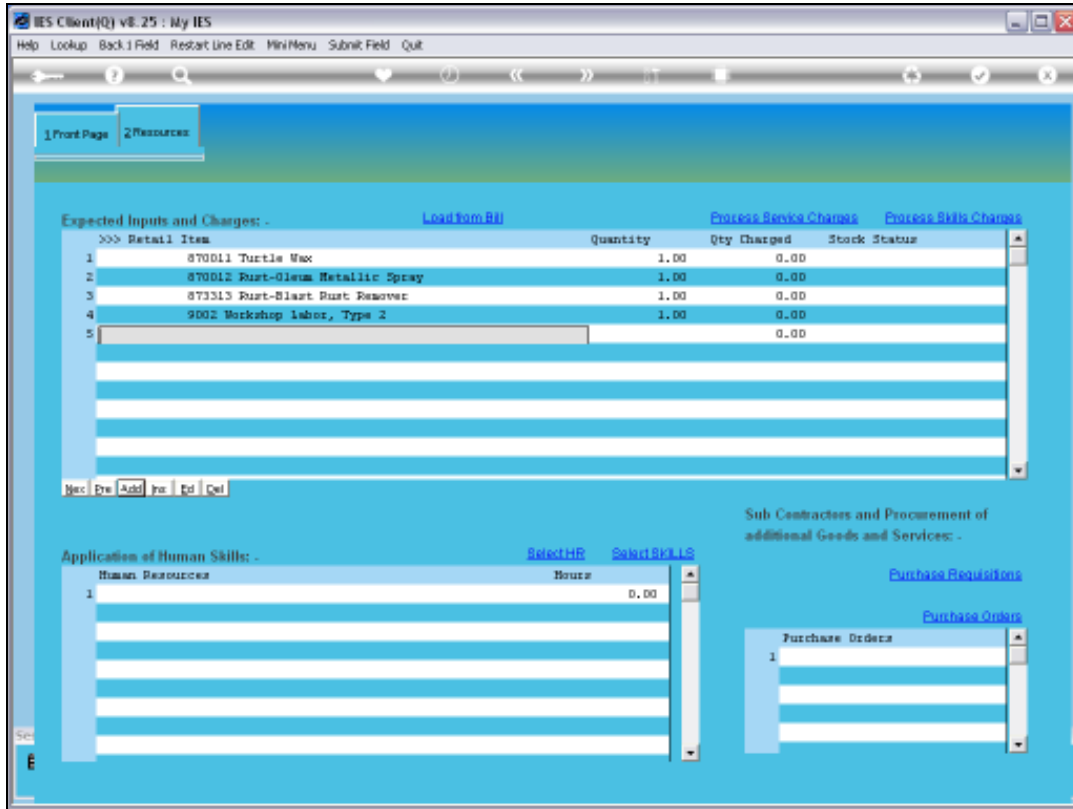 IES Client(Q) v8.25 : My IES
Help Lookup Back 1 Field Restart Line Edit MiniMenu Submit Field Quit
1 Front Page 2 Resources
Expected Inputs and Charges: - Load from Bill Process Service Charges Process Skills Charges
>>> Retail Item Quantity Qty Charged Stock Status
1 870011 Turtle Wax 1.00 0.00
2 870012 Rust-Oleum Metallic Spray 1.00 0.00
3 873313 Rust-Blast Rust Remover 1.00 0.00
4 9002 Workshop labor, Type 2 1.00 0.00
5 0.00
Nex Pre Add Ins Ed Del
Sub Contractors and Procurement of
additional Goods and Services: -
Application of Human Skills: - Select HR Select SKILLS
Human Resources Hours
Purchase Requisitions
1 0.00
Purchase Orders
Purchase Orders
1